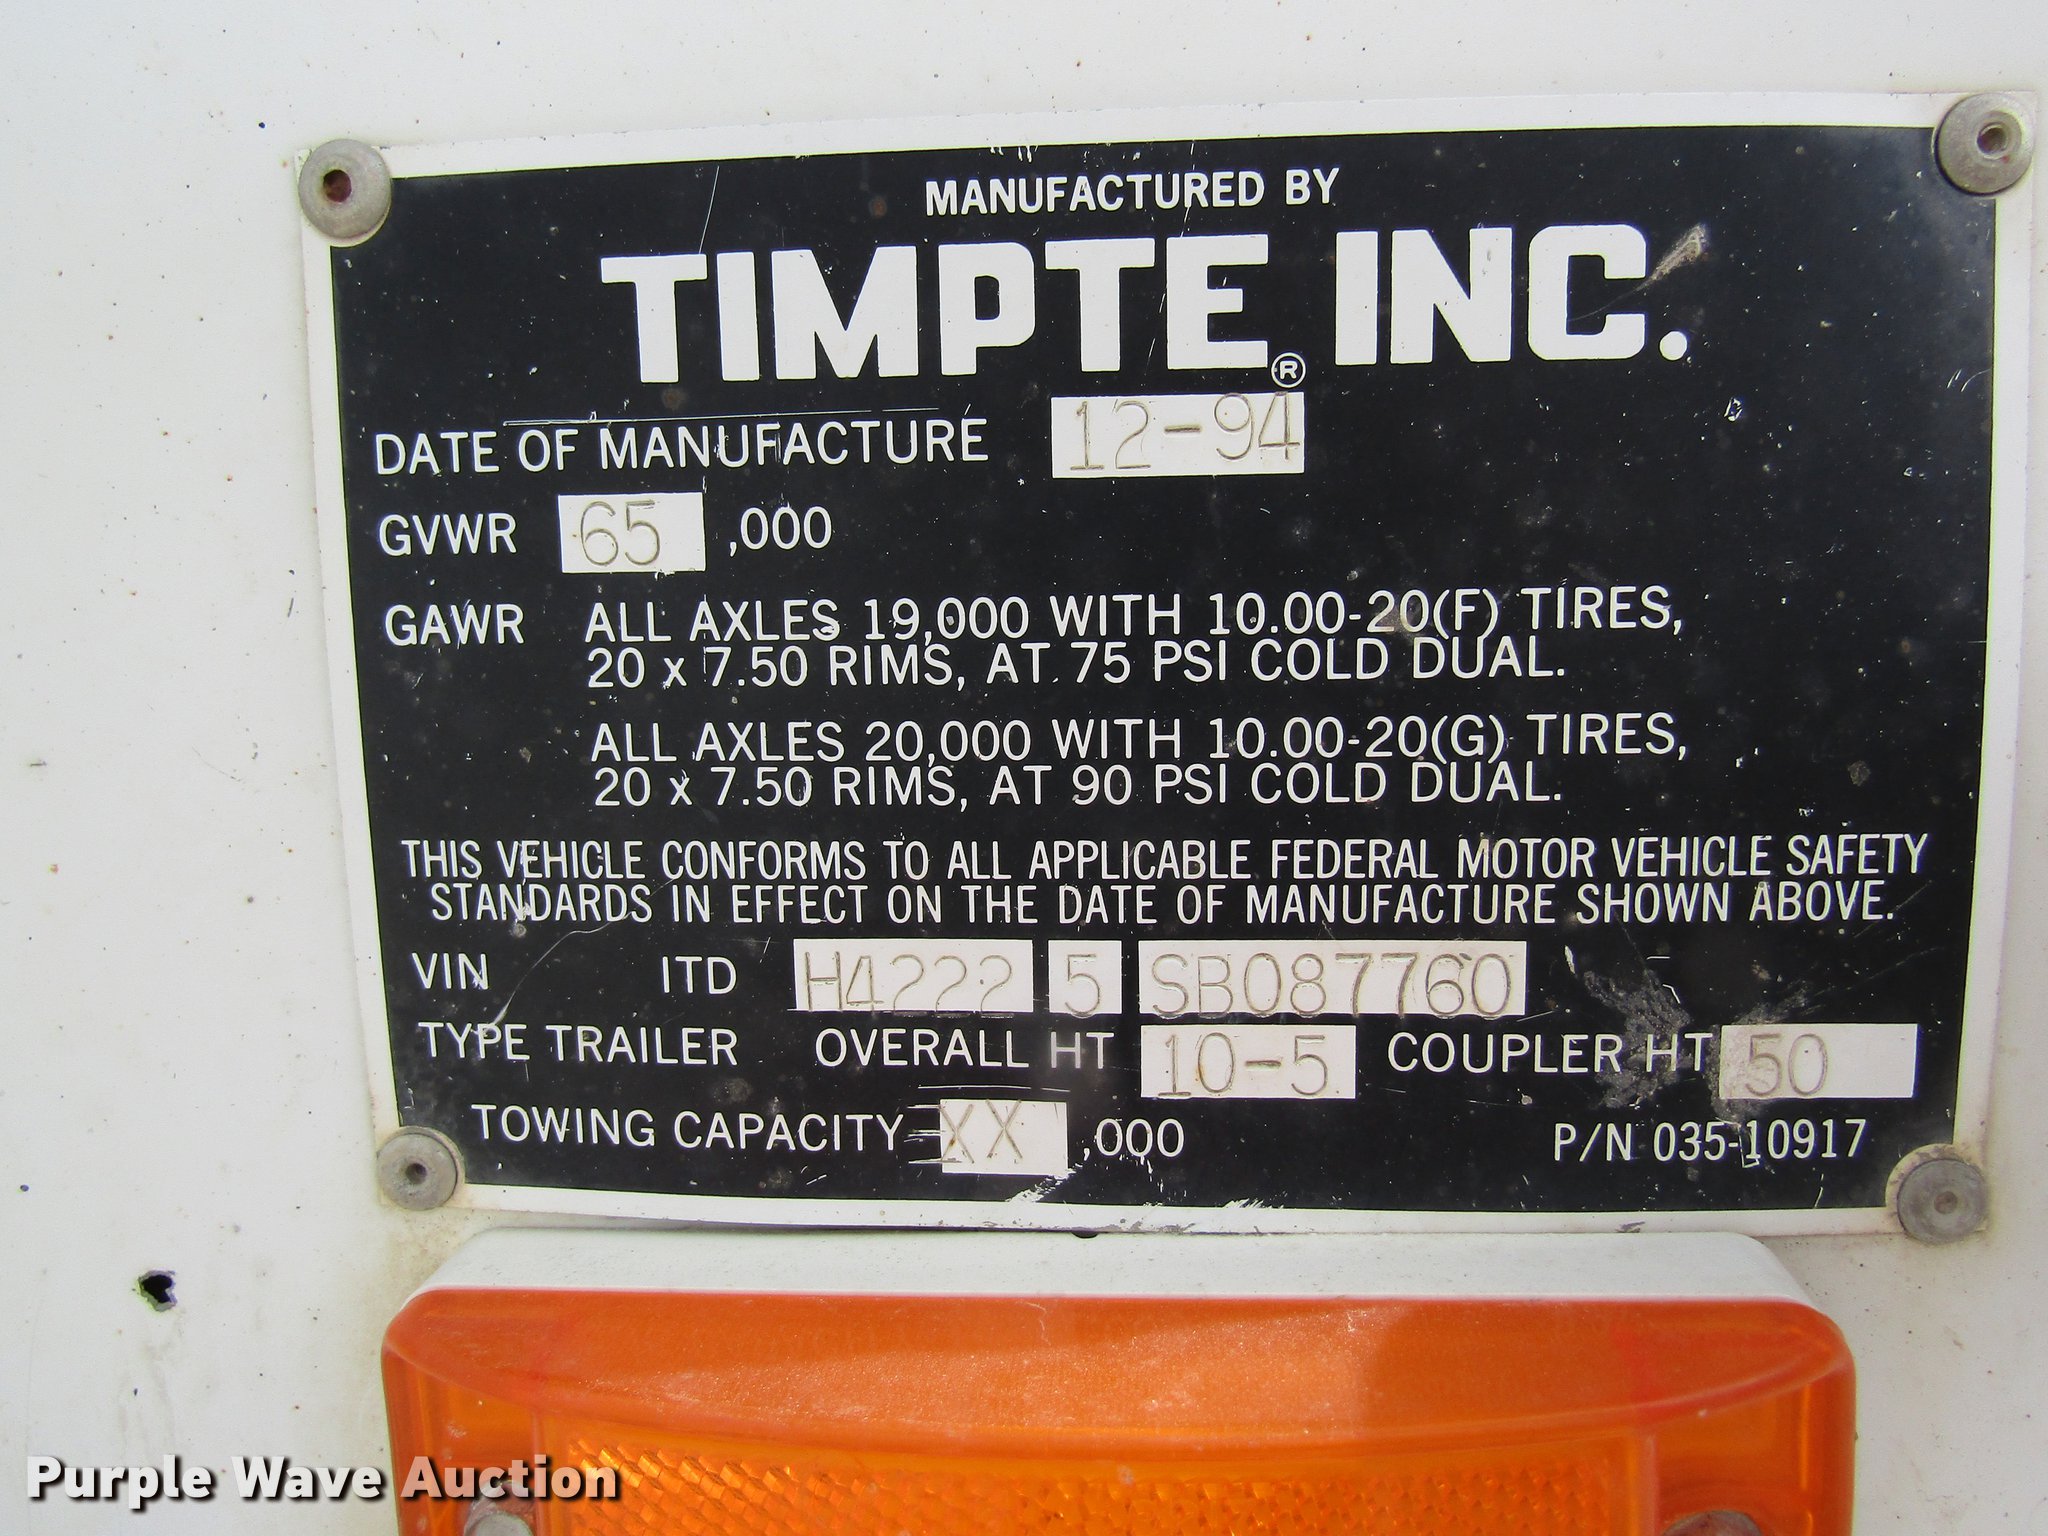 MANUFACTURED BY
TIMPTE® INC.
DATE OF MANUFACTURE 12-94
GVWR 65 ,000
GAWR ALL AXLES 19,000 WITH 10.00-20(F) TIRES,
20 x 7.50 RIMS, AT 75 PSI COLD DUAL.
ALL AXLES 20,000 WITH 10.00-20(G) TIRES,
20 x 7.50 RIMS, AT 90 PSI COLD DUAL.
THIS VEHICLE CONFORMS TO ALL APPLICABLE FEDERAL MOTOR VEHICLE SAFETY
STANDARDS IN EFFECT ON THE DATE OF MANUFACTURE SHOWN ABOVE.
VIN 1TD H4222 5 SB087760
TYPE TRAILER OVERALL HT 10-5 COUPLER HT 50
TOWING CAPACITY XX ,000 P/N 035-10917
Purple Wave Auction